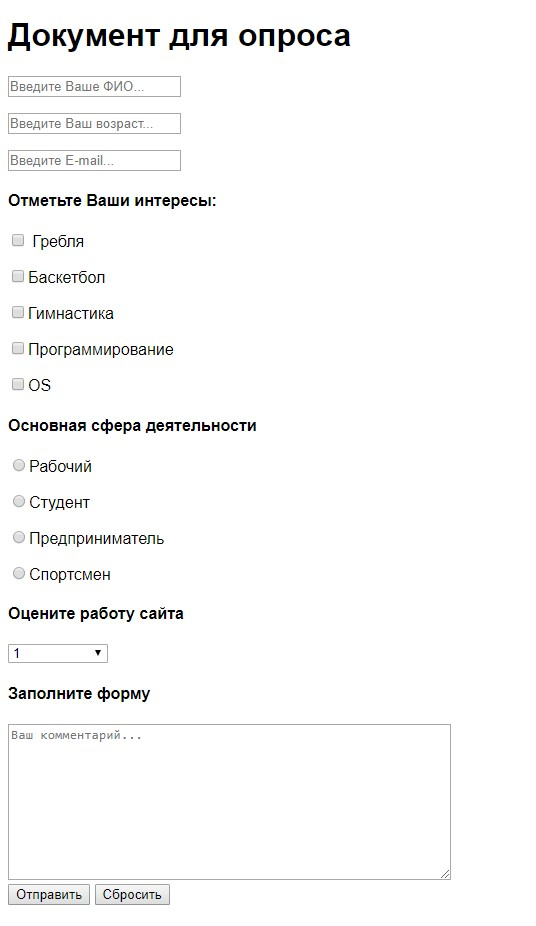 Документ для опроса
Введите Ваше ФИО...
Введите Ваш возраст...
Введите E-mail...
Отметьте Ваши интересы:
Гребля
Баскетбол
Гимнастика
Программирование
OS
Основная сфера деятельности
Рабочий
Студент
Предприниматель
Спортсмен
Оцените работу сайта
1
Заполните форму
Ваш комментарий...
Отправить Сбросить